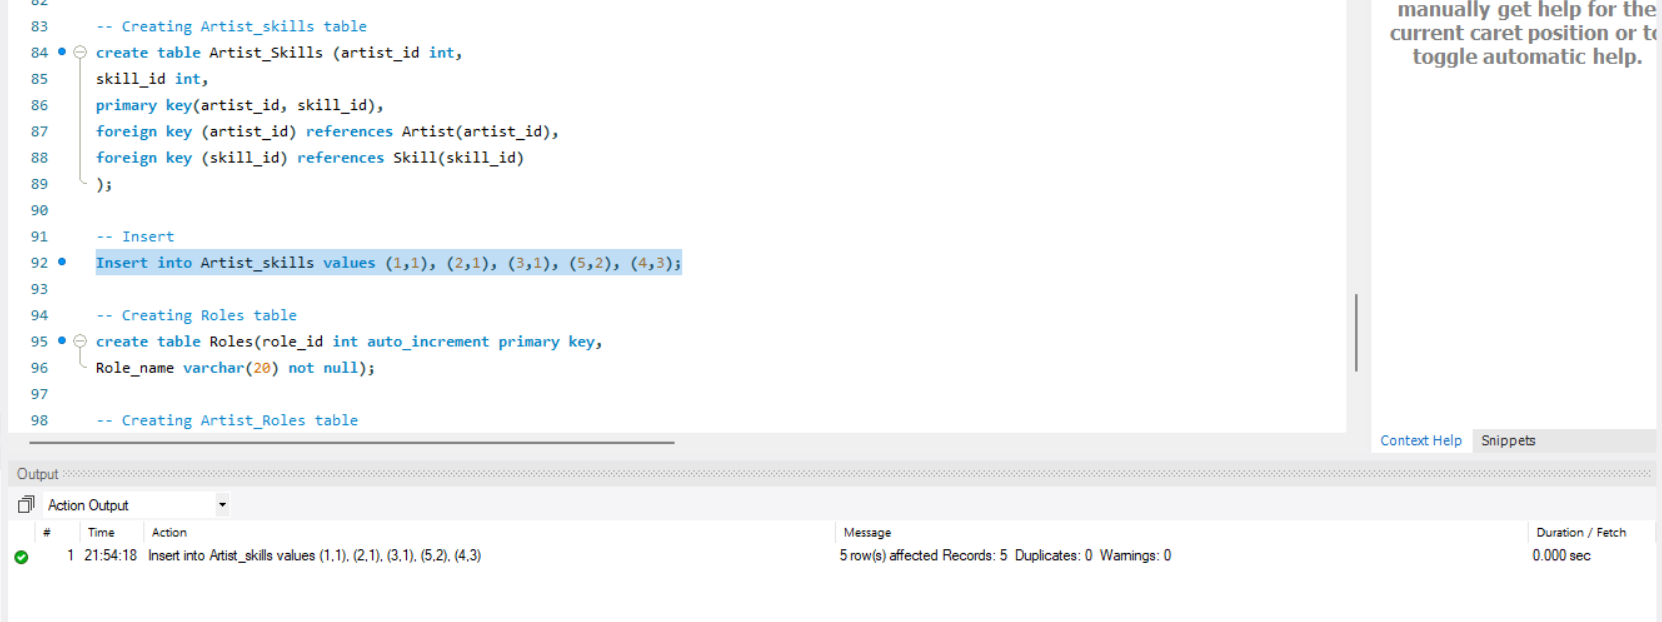 82
83 -- Creating Artist_skills table
84 create table Artist_Skills (artist_id int,
85 skill_id int,
86 primary key(artist_id, skill_id),
87 foreign key (artist_id) references Artist(artist_id),
88 foreign key (skill_id) references Skill(skill_id)
89 );
90
91 -- Insert
92 Insert into Artist_skills values (1,1), (2,1), (3,1), (5,2), (4,3);
93
94 -- Creating Roles table
95 create table Roles(role_id int auto_increment primary key,
96 Role_name varchar(20) not null);
97
98 -- Creating Artist_Roles table
manually get help for the
current caret position or to
toggle automatic help.
Context Help Snippets
Output
Action Output
# Time Action Message Duration / Fetch
1 21:54:18 Insert into Artist_skills values (1,1), (2,1), (3,1), (5,2), (4,3) 5 row(s) affected Records: 5 Duplicates: 0 Warnings: 0 0.000 sec